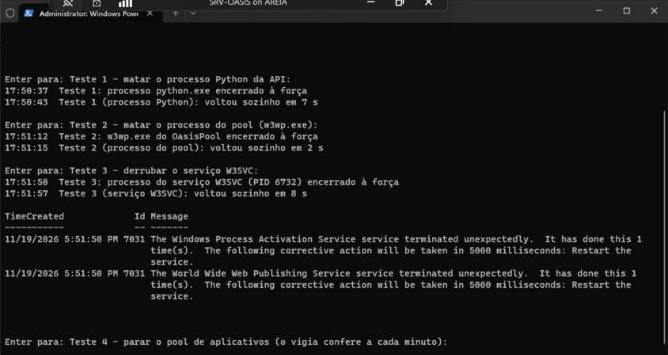 SRV-OASIS on AREIA
Administrator: Windows Powe
Enter para: Teste 1 - matar o processo Python da API:
17:50:37 Teste 1: processo python.exe encerrado à força
17:50:43 Teste 1 (processo Python): voltou sozinho em 7 s
Enter para: Teste 2 - matar o processo do pool (w3wp.exe):
17:51:12 Teste 2: w3wp.exe do OasisPool encerrado à força
17:51:15 Teste 2 (processo do pool): voltou sozinho em 2 s
Enter para: Teste 3 - derrubar o serviço W3SVC:
17:51:50 Teste 3: processo do serviço W3SVC (PID 6732) encerrado à força
17:51:57 Teste 3 (serviço W3SVC): voltou sozinho em 8 s
TimeCreated Id Message
----------- -- -------
11/19/2026 5:51:50 PM 7031 The Windows Process Activation Service service terminated unexpectedly. It has done this 1
time(s). The following corrective action will be taken in 5000 milliseconds: Restart the
service.
11/19/2026 5:51:50 PM 7031 The World Wide Web Publishing Service service terminated unexpectedly. It has done this 1
time(s). The following corrective action will be taken in 5000 milliseconds: Restart the
service.
Enter para: Teste 4 - parar o pool de aplicativos (o vigia confere a cada minuto):